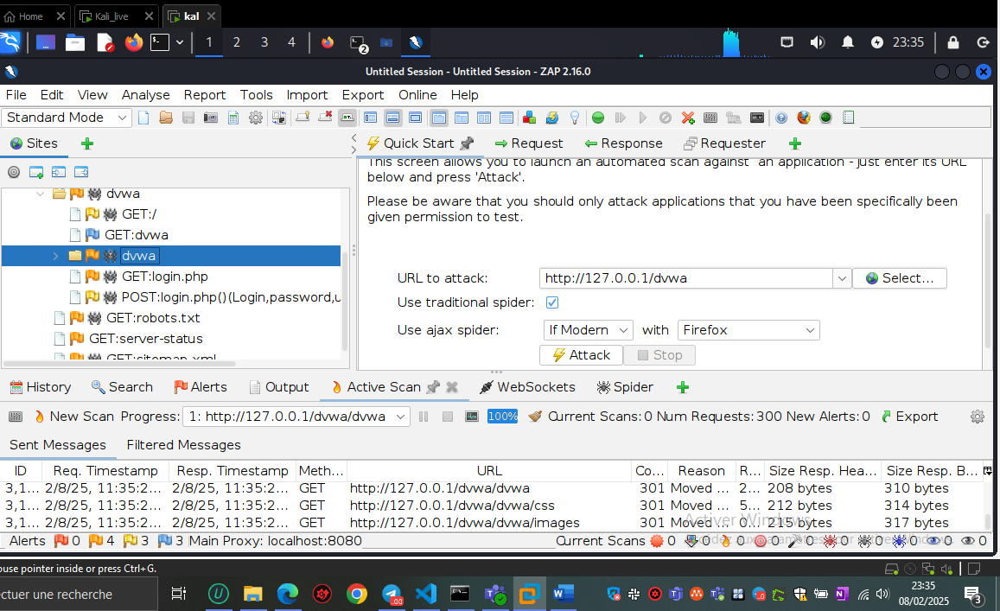 Home Kali_live kal
1 2 3 4 2 23:35
Untitled Session - Untitled Session - ZAP 2.16.0
File Edit View Analyse Report Tools Import Export Online Help
Standard Mode
Sites Quick Start Request Response Requester
This screen allows you to launch an automated scan against an application - just enter its URL
below and press 'Attack'.
Please be aware that you should only attack applications that you have been specifically been
given permission to test.
dvwa
GET:/
GET:dvwa
dvwa
GET:login.php
POST:login.php()(Login,password,u
GET:robots.txt
GET:server-status
GET:sitemap.xml
URL to attack: http://127.0.0.1/dvwa Select...
Use traditional spider:
Use ajax spider: If Modern with Firefox
Attack Stop
History Search Alerts Output Active Scan WebSockets Spider
New Scan Progress: 1: http://127.0.0.1/dvwa/dvwa 100% Current Scans: 0 Num Requests: 300 New Alerts: 0 Export
Sent Messages Filtered Messages
ID Req. Timestamp Resp. Timestamp Meth... URL Co... Reason R... Size Resp. Hea... Size Resp. B...
3,1... 2/8/25, 11:35:2... 2/8/25, 11:35:2... GET http://127.0.0.1/dvwa/dvwa 301 Moved ... 2... 208 bytes 310 bytes
3,1... 2/8/25, 11:35:2... 2/8/25, 11:35:2... GET http://127.0.0.1/dvwa/dvwa/css 301 Moved ... 5... 212 bytes 314 bytes
3,1... 2/8/25, 11:35:2... 2/8/25, 11:35:2... GET http://127.0.0.1/dvwa/dvwa/images 301 Moved ... 0... 215 bytes 317 bytes
Activer Windows
Alerts 0 4 3 3 Main Proxy: localhost:8080 Current Scans 0 0 0 0 0 0 0 0 0
ouse pointer inside or press Ctrl+G.
ectuer une recherche
23:35
08/02/2025
3